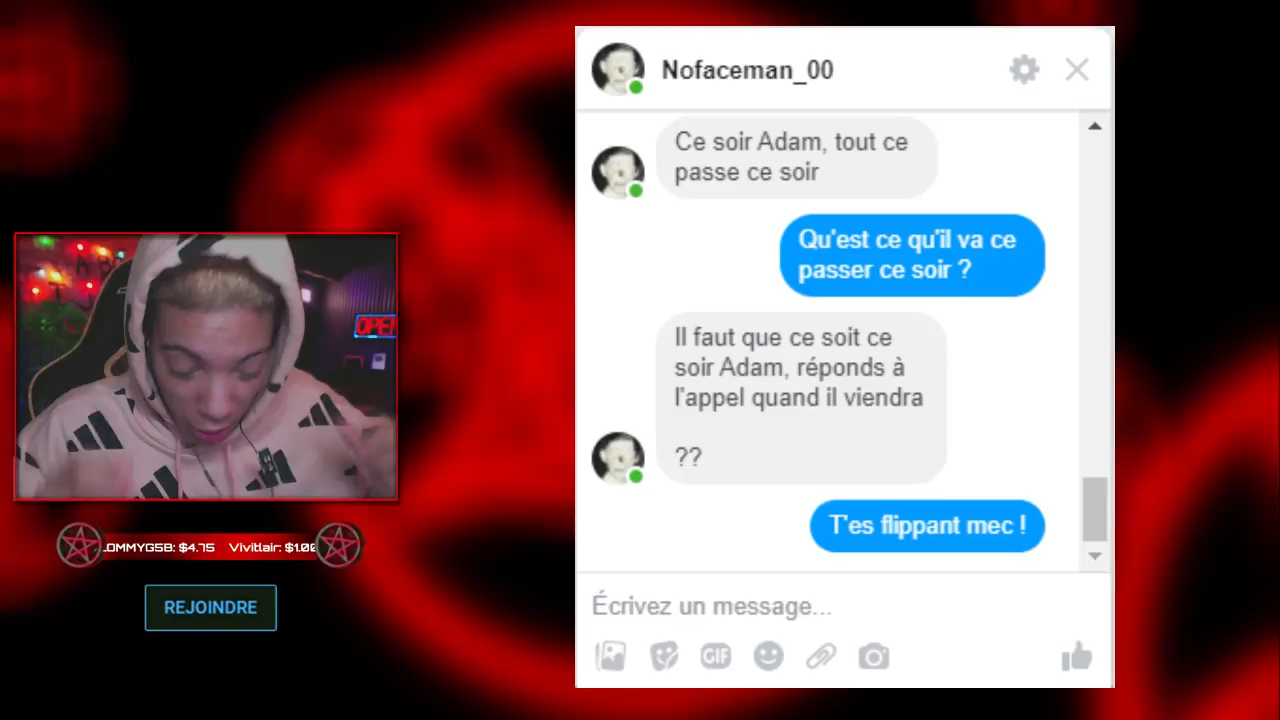 Nofaceman_00
Ce soir Adam, tout ce
passe ce soir
Qu'est ce qu'il va ce
passer ce soir ?
Il faut que ce soit ce
soir Adam, réponds à
l'appel quand il viendra
??
T'es flippant mec !
Écrivez un message...
GIF
OPEN
OMMYG5B: $4.75 Vivitlair: $1.00
REJOINDRE